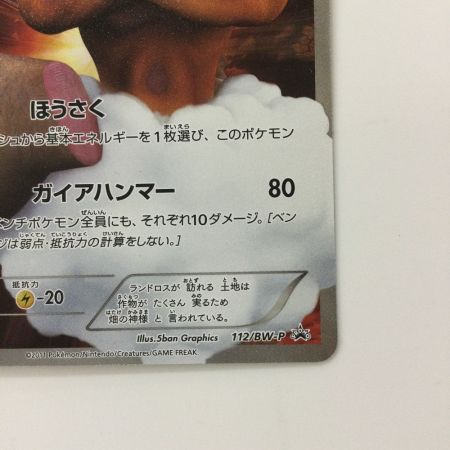 ほうさく
シュから基本エネルギーを1枚選び、このポケモン
ガイアハンマー 80
ベンチポケモン全員にも、それぞれ10ダメージ。[ベン
ンは弱点・抵抗力の計算をしない。]
抵抗力
-20
ランドロスが 訪れる 土地は
作物が たくさん 実るため
畑の神様 と 言われている。
Illus.5ban Graphics 112/BW-P
©2011 Pokémon/Nintendo/Creatures/GAME FREAK.